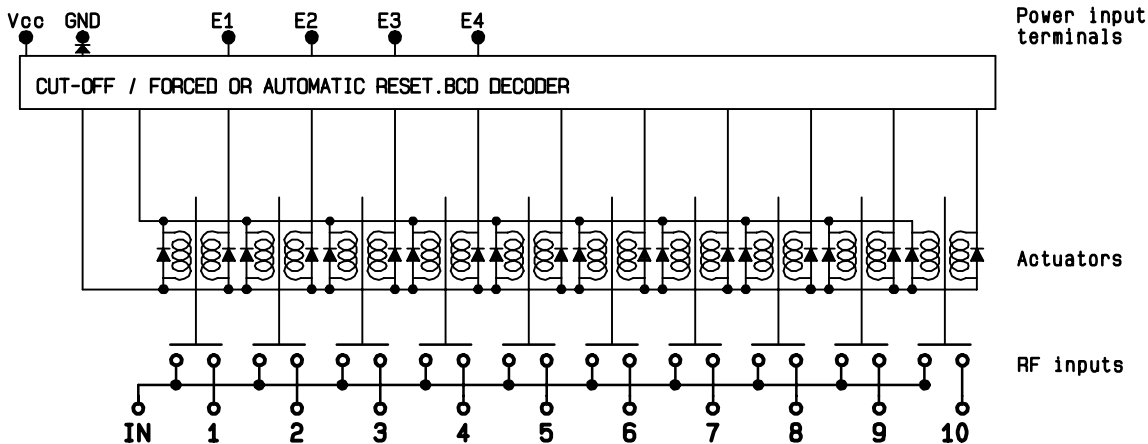 Vcc GND E1 E2 E3 E4 Power input
terminals
CUT-OFF / FORCED OR AUTOMATIC RESET.BCD DECODER
Actuators
RF inputs
IN 1 2 3 4 5 6 7 8 9 10